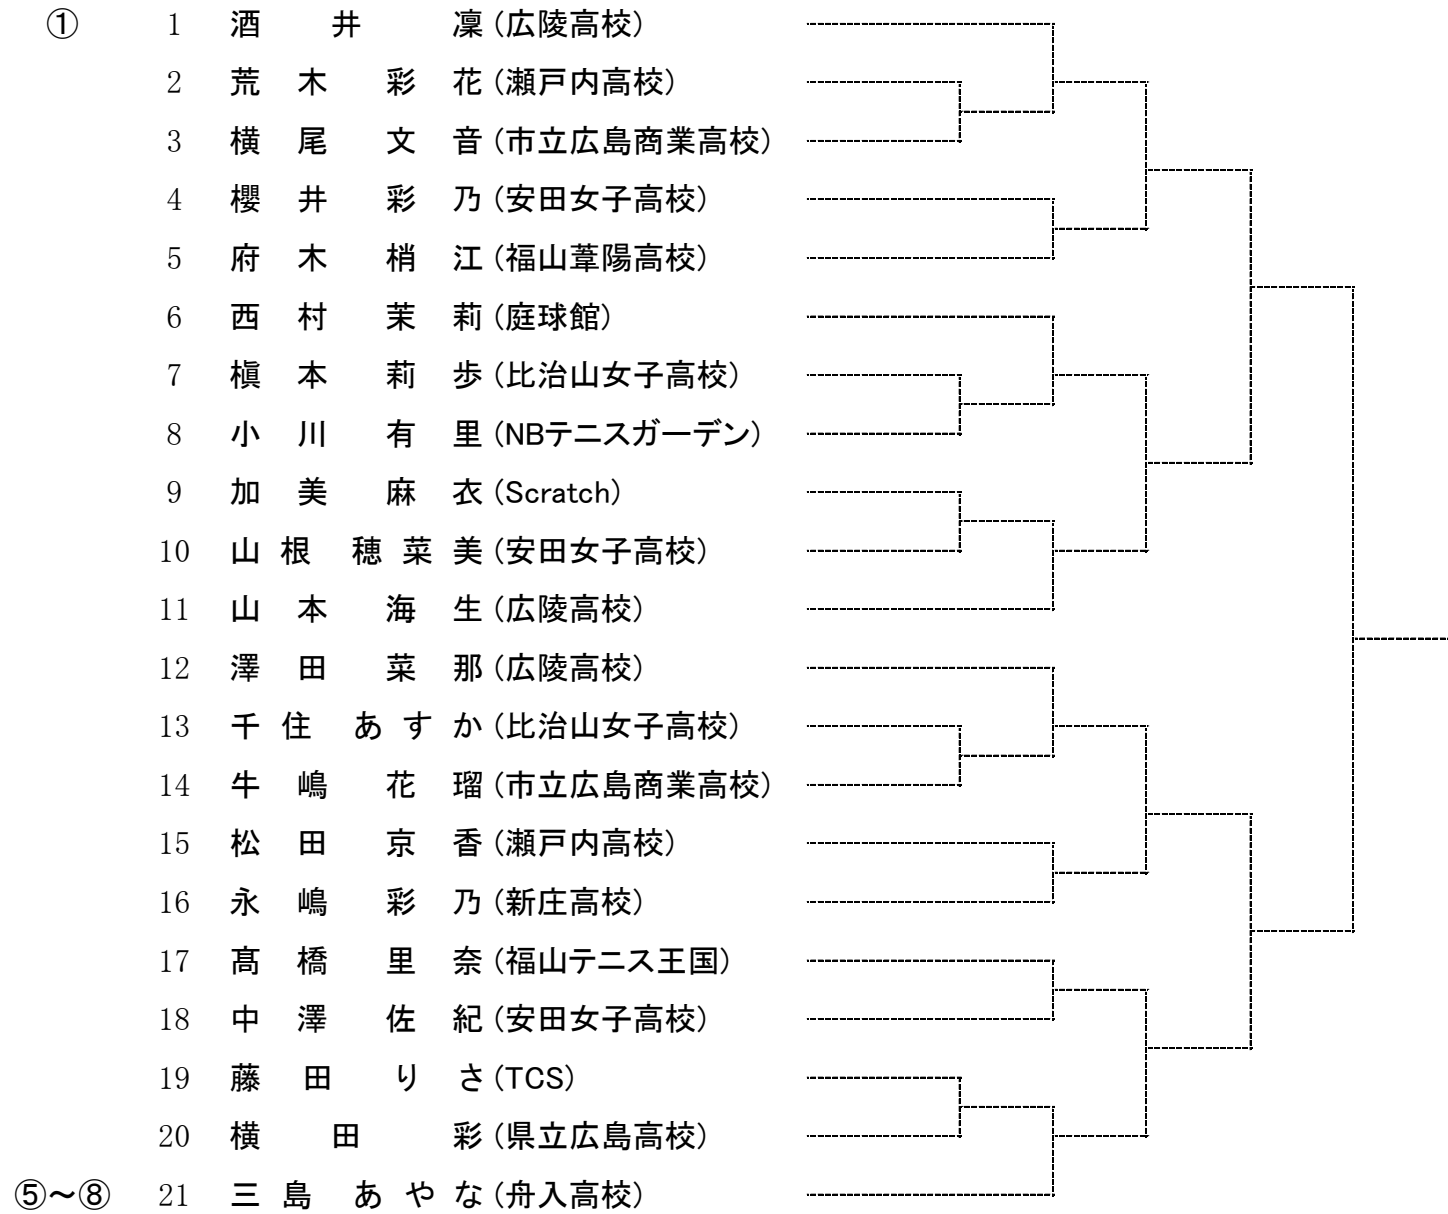 ① 1 酒井 凜 (広陵高校)
2 荒木 彩花 (瀬戸内高校)
3 横尾 文音 (市立広島商業高校)
4 櫻井 彩乃 (安田女子高校)
5 府木 梢江 (福山葦陽高校)
6 西村 茉莉 (庭球館)
7 槇本 莉歩 (比治山女子高校)
8 小川 有里 (NBテニスガーデン)
9 加美 麻衣 (Scratch)
10 山根 穂菜美 (安田女子高校)
11 山本 海生 (広陵高校)
12 澤田 菜那 (広陵高校)
13 千住 あすか (比治山女子高校)
14 牛嶋 花瑠 (市立広島商業高校)
15 松田 京香 (瀬戸内高校)
16 永嶋 彩乃 (新庄高校)
17 髙橋 里奈 (福山テニス王国)
18 中澤 佐紀 (安田女子高校)
19 藤田 りさ (TCS)
20 横田 彩 (県立広島高校)
⑤～⑧ 21 三島 あやな (舟入高校)